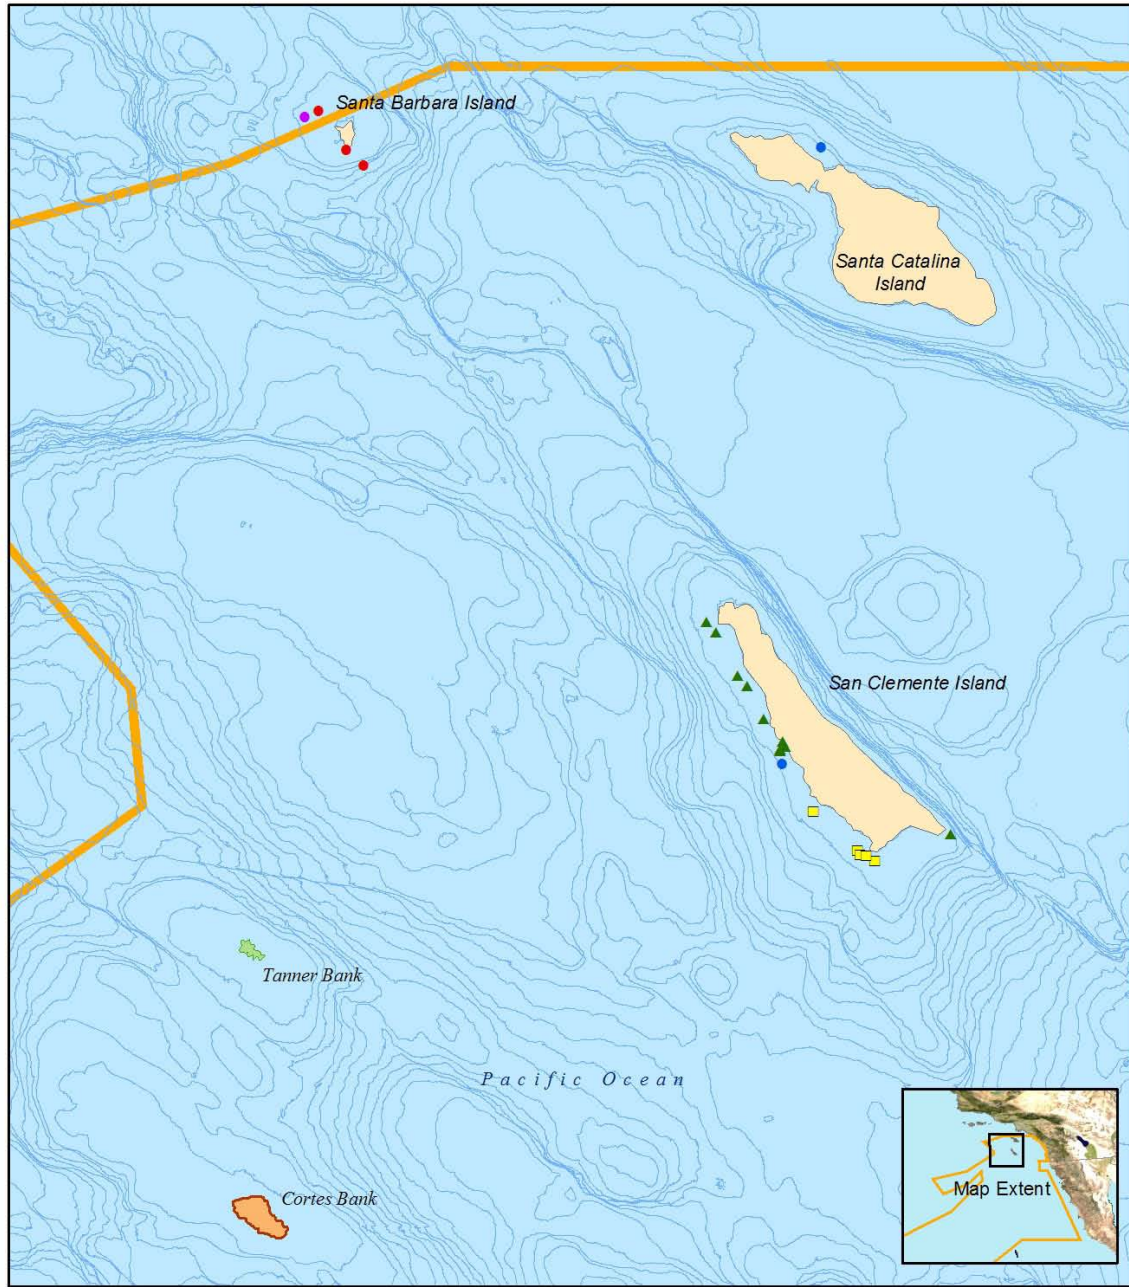 Santa Barbara Island
Santa Catalina
Island
San Clemente Island
Tanner Bank
Pacific Ocean
Cortes Bank
Map Extent